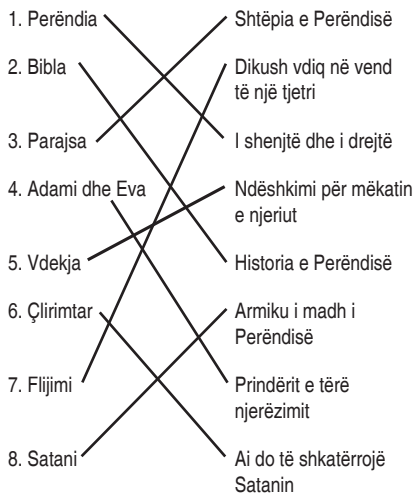 1. Perëndia
Shtëpia e Perëndisë
2. Bibla
Dikush vdiq në vend
të një tjetri
3. Parajsa
I shenjtë dhe i drejtë
4. Adami dhe Eva
Ndëshkimi për mëkatin
e njeriut
5. Vdekja
Historia e Perëndisë
6. Çlirimtar
Armiku i madh i
Perëndisë
7. Flijimi
Prindërit e tërë
njerëzimit
8. Satani
Ai do të shkatërrojë
Satanin